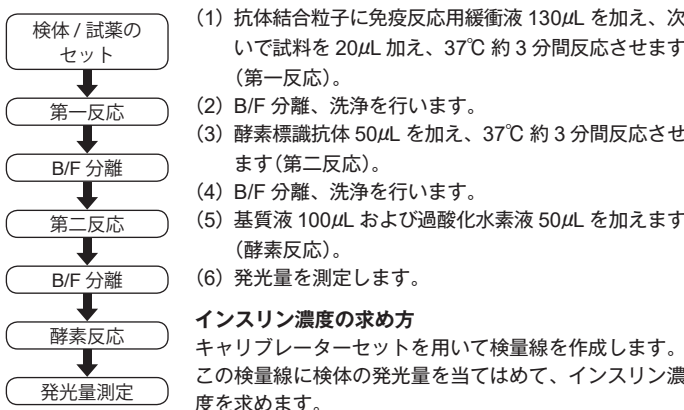 検体 / 試薬の
セット
第一反応
B/F 分離
第二反応
B/F 分離
酵素反応
発光量測定
(1) 抗体結合粒子に免疫反応用緩衝液 130μL を加え、次
いで試料を 20μL 加え、37℃ 約 3 分間反応させます
(第一反応)。
(2) B/F 分離、洗浄を行います。
(3) 酵素標識抗体 50μL を加え、37℃ 約 3 分間反応させ
ます(第二反応)。
(4) B/F 分離、洗浄を行います。
(5) 基質液 100μL および過酸化水素液 50μL を加えます
(酵素反応)。
(6) 発光量を測定します。
インスリン濃度の求め方
キャリブレーターセットを用いて検量線を作成します。
この検量線に検体の発光量を当てはめて、インスリン濃
度を求めます。